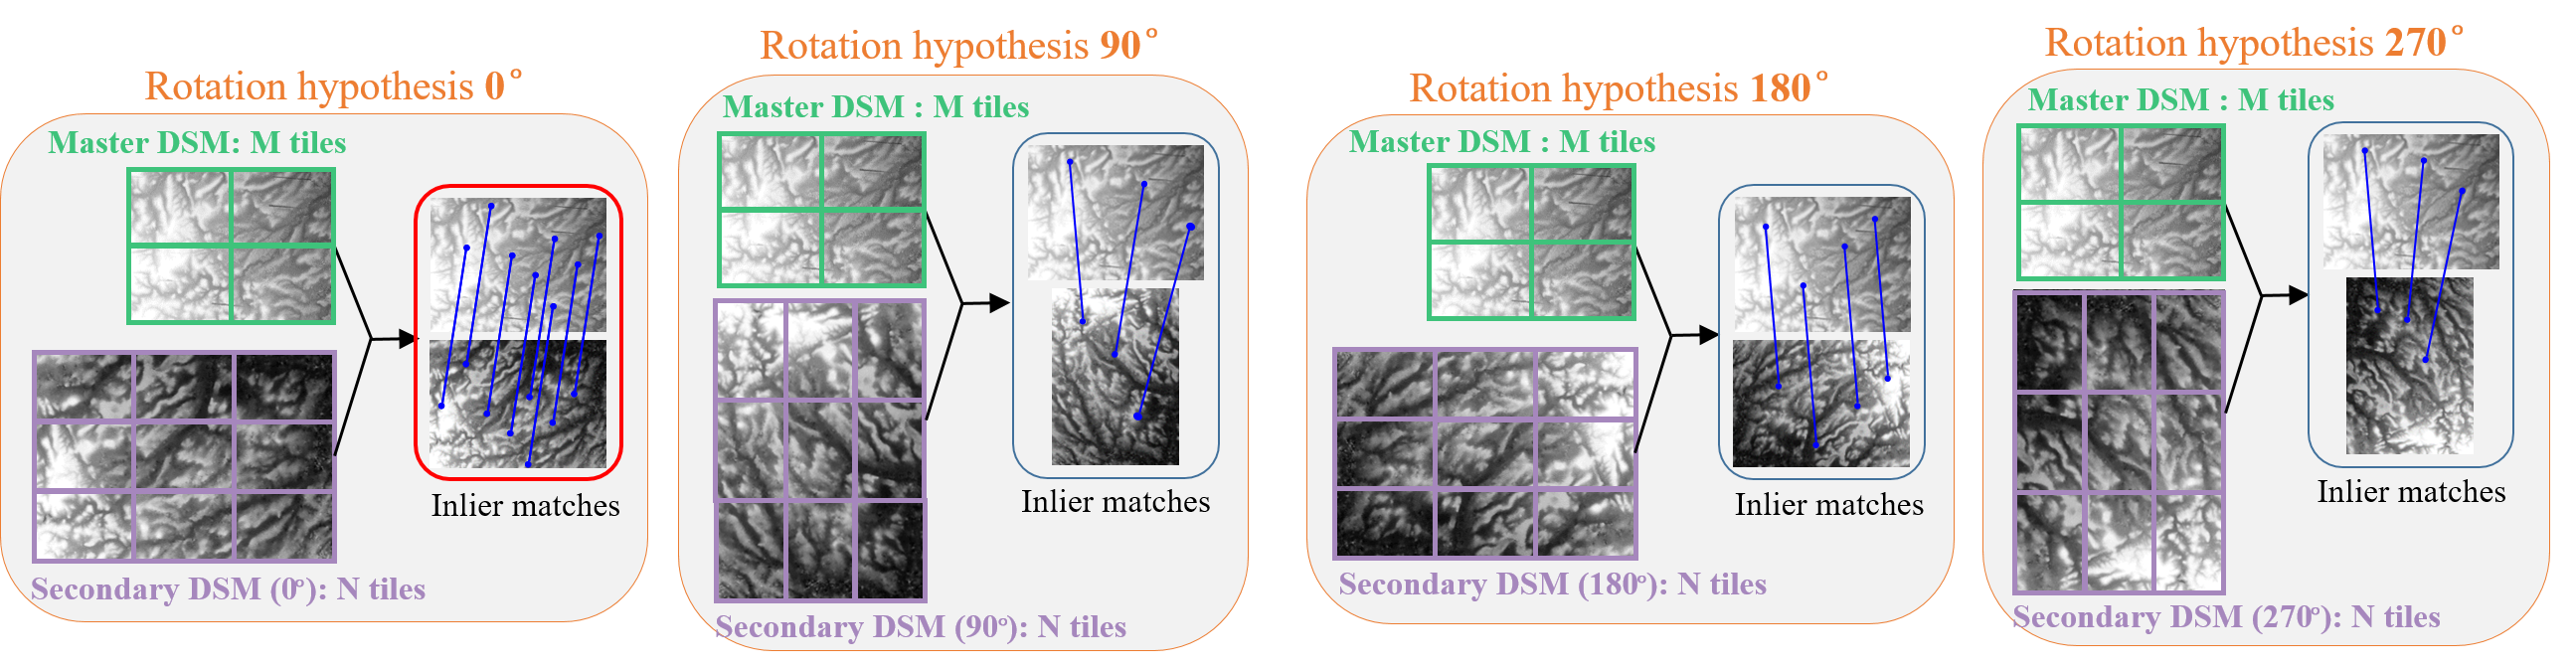 Rotation hypothesis 0°
Master DSM: M tiles
Inlier matches
Secondary DSM (0°): N tiles
Rotation hypothesis 90°
Master DSM : M tiles
Inlier matches
Secondary DSM (90°): N tiles
Rotation hypothesis 180°
Master DSM : M tiles
Inlier matches
Secondary DSM (180°): N tiles
Rotation hypothesis 270°
Master DSM : M tiles
Inlier matches
Secondary DSM (270°): N tiles